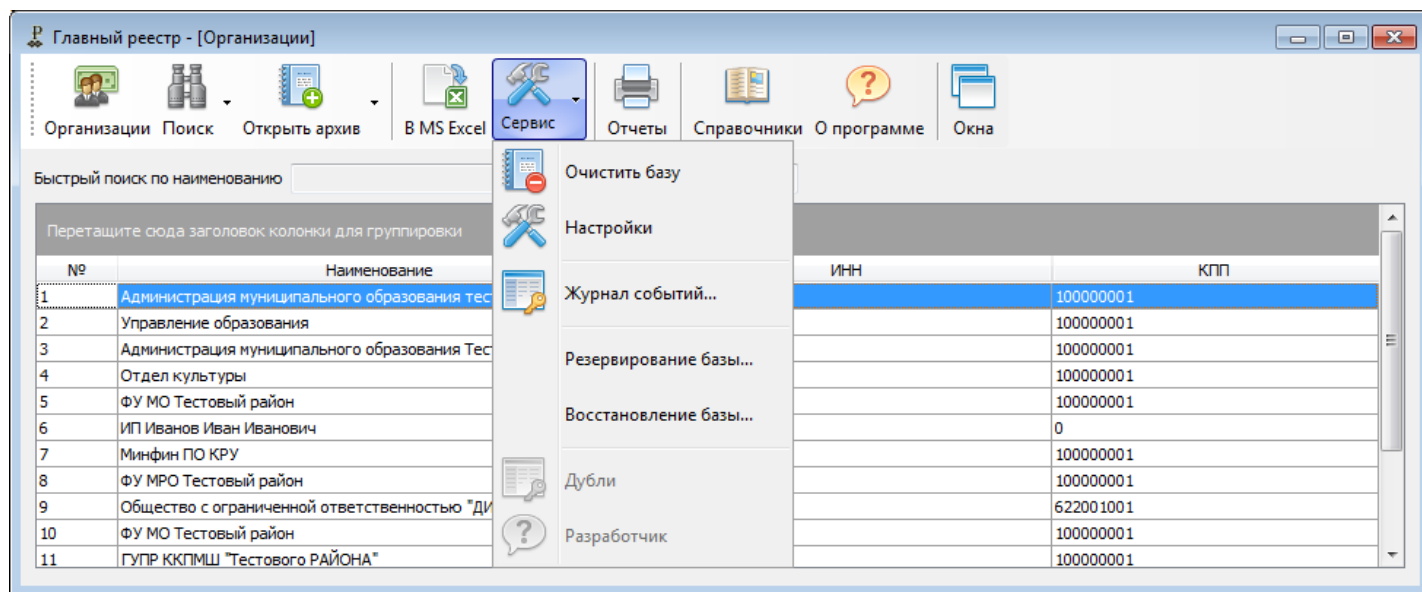 Главный реестр - [Организации]
Организации Поиск Открыть архив В MS Excel Сервис Отчеты Справочники О программе Окна
Быстрый поиск по наименованию
Очистить базу
Настройки
Журнал событий...
Резервирование базы...
Восстановление базы...
Дубли
Разработчик
Перетащите сюда заголовок колонки для группировки
№ Наименование ИНН КПП
1 Администрация муниципального образования тес 100000001
2 Управление образования 100000001
3 Администрация муниципального образования Тес 100000001
4 Отдел культуры 100000001
5 ФУ МО Тестовый район 100000001
6 ИП Иванов Иван Иванович 0
7 Минфин ПО КРУ 100000001
8 ФУ МРО Тестовый район 100000001
9 Общество с ограниченной ответственностью "ДИ 622001001
10 ФУ МО Тестовый район 100000001
11 ГУПР ККПМШ "Тестового РАЙОНА" 100000001